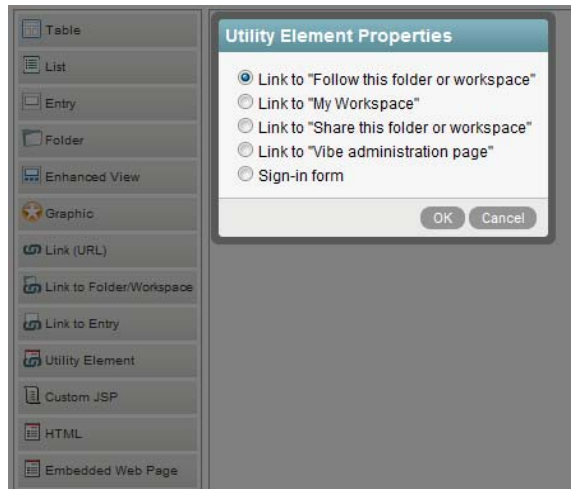 Table
List
Entry
Folder
Enhanced View
Graphic
Link (URL)
Link to Folder/Workspace
Link to Entry
Utility Element
Custom JSP
HTML
Embedded Web Page
Utility Element Properties
Link to "Follow this folder or workspace"
Link to "My Workspace"
Link to "Share this folder or workspace"
Link to "Vibe administration page"
Sign-in form
OK Cancel